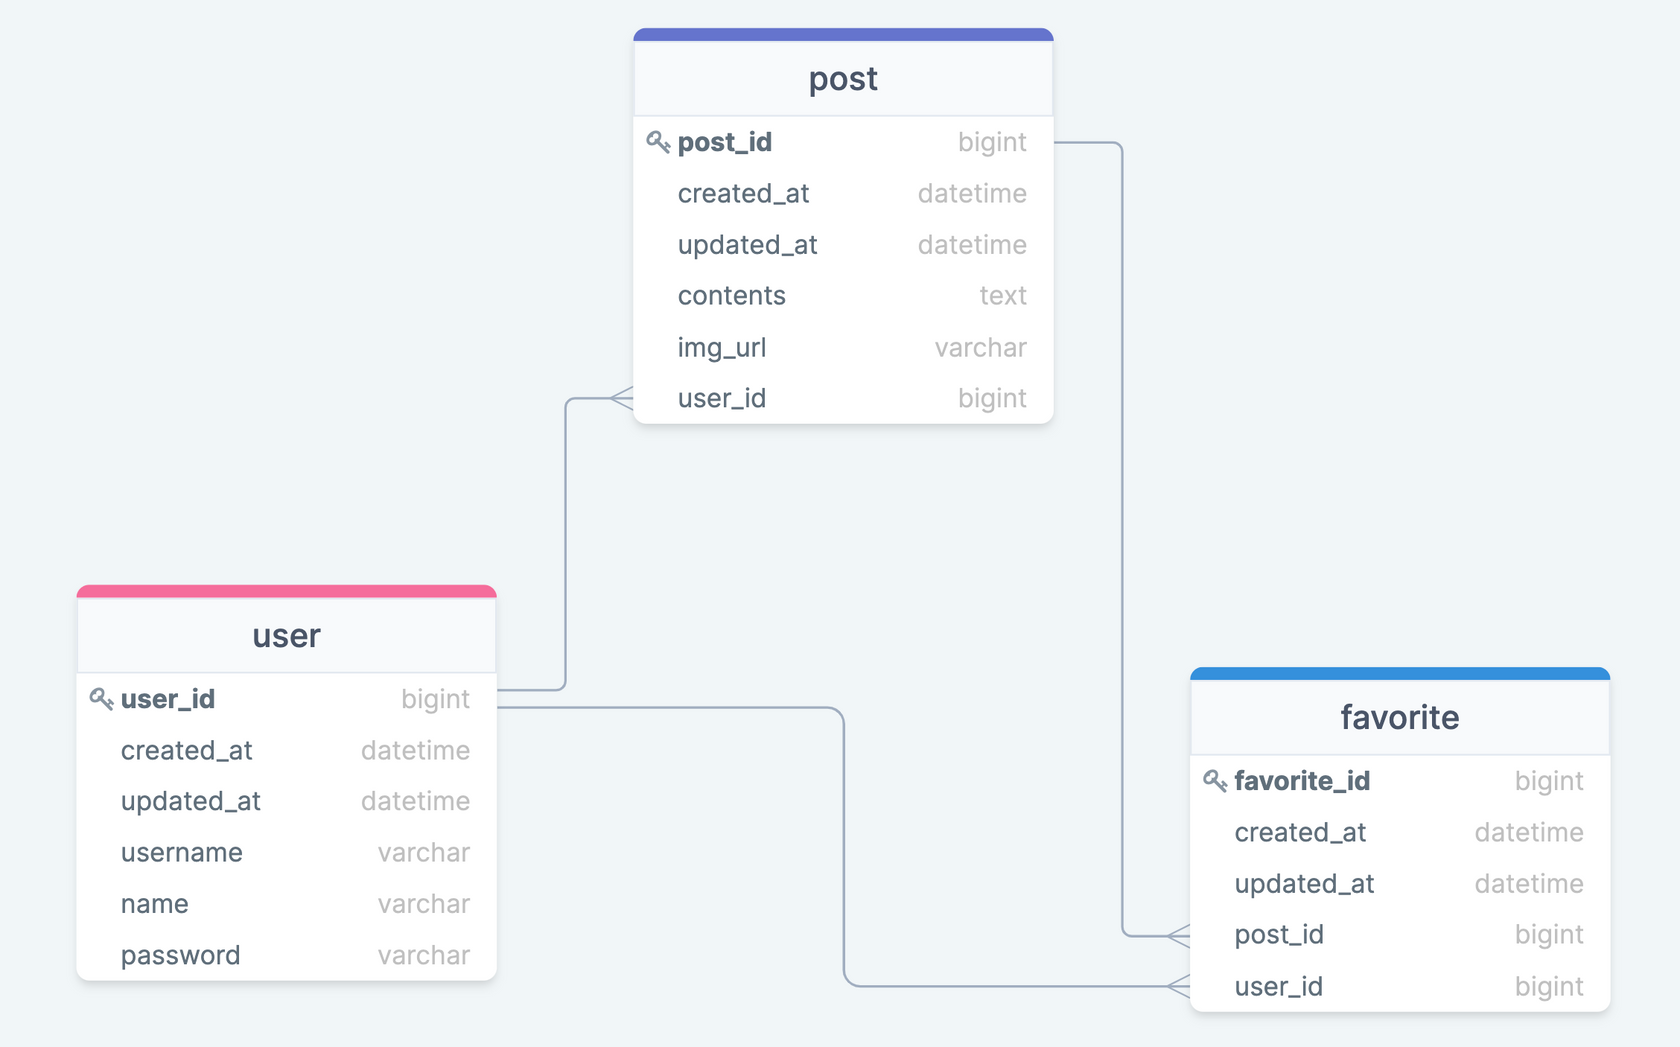 post
post_id bigint
created_at datetime
updated_at datetime
contents text
img_url varchar
user_id bigint
user
user_id bigint
created_at datetime
updated_at datetime
username varchar
name varchar
password varchar
favorite
favorite_id bigint
created_at datetime
updated_at datetime
post_id bigint
user_id bigint